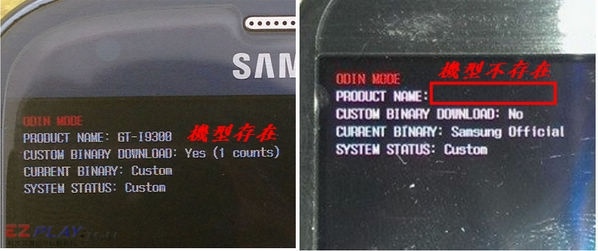 SAM
ODIN MODE
PRODUCT NAME: GT-I9300
機型存在
CUSTOM BINARY DOWNLOAD: Yes (1 counts)
CURRENT BINARY: Custom
SYSTEM STATUS: Custom
EZPLAY
ODIN MODE
機型不存在
PRODUCT NAME:
CUSTOM BINARY DOWNLOAD: No
CURRENT BINARY: Samsung Official
SYSTEM STATUS: Custom